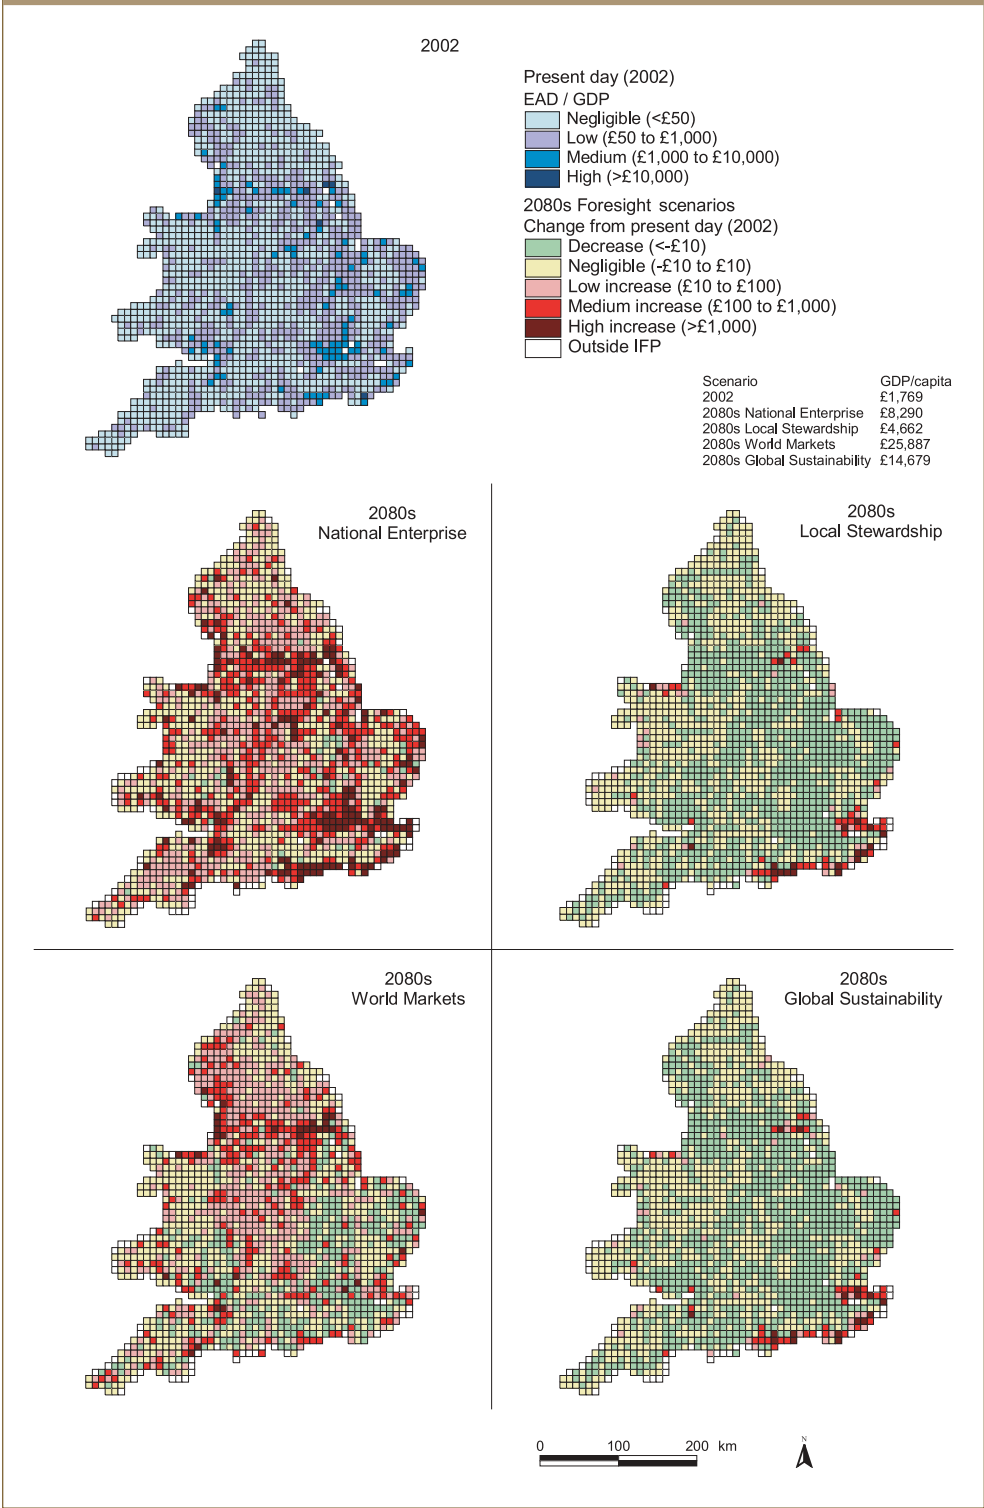 2002
Present day (2002)
EAD / GDP
Negligible (<£50)
Low (£50 to £1,000)
Medium (£1,000 to £10,000)
High (>£10,000)
2080s Foresight scenarios
Change from present day (2002)
Decrease (<-£10)
Negligible (-£10 to £10)
Low increase (£10 to £100)
Medium increase (£100 to £1,000)
High increase (>£1,000)
Outside IFP
Scenario GDP/capita
2002 £1,769
2080s National Enterprise £8,290
2080s Local Stewardship £4,662
2080s World Markets £25,887
2080s Global Sustainability £14,679
2080s
National Enterprise
2080s
Local Stewardship
2080s
World Markets
2080s
Global Sustainability
0 100 200 km
N